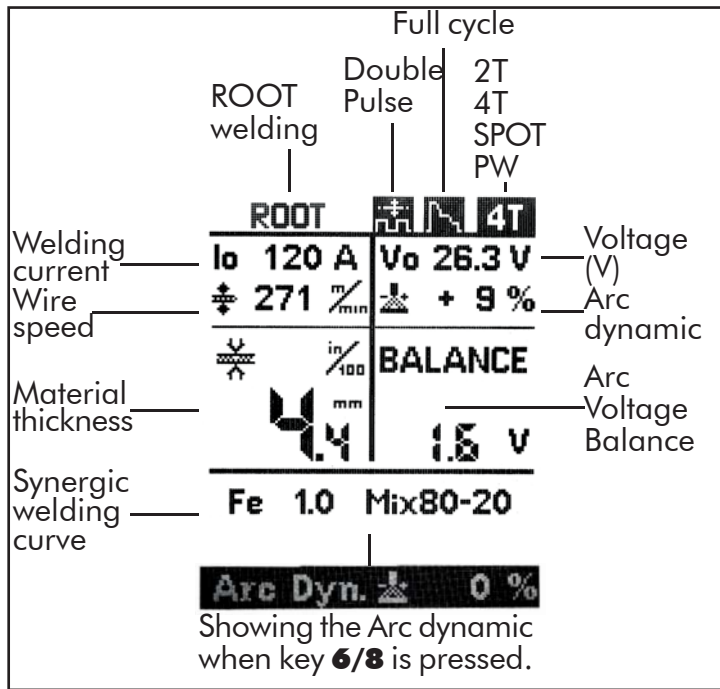 Full cycle
Double
Pulse
2T
4T
SPOT
PW
ROOT
welding
ROOT 4T
Welding
current
Io 120 A Vo 26.3 V
Voltage
(V)
Wire
speed
271 m/min + 9 %
Arc
dynamic
in/100 BALANCE
Material
thickness
mm
4.4 1.6 V
Arc
Voltage
Balance
Synergic
welding
curve
Fe 1.0 Mix80-20
Arc Dyn. 0 %
Showing the Arc dynamic
when key 6/8 is pressed.